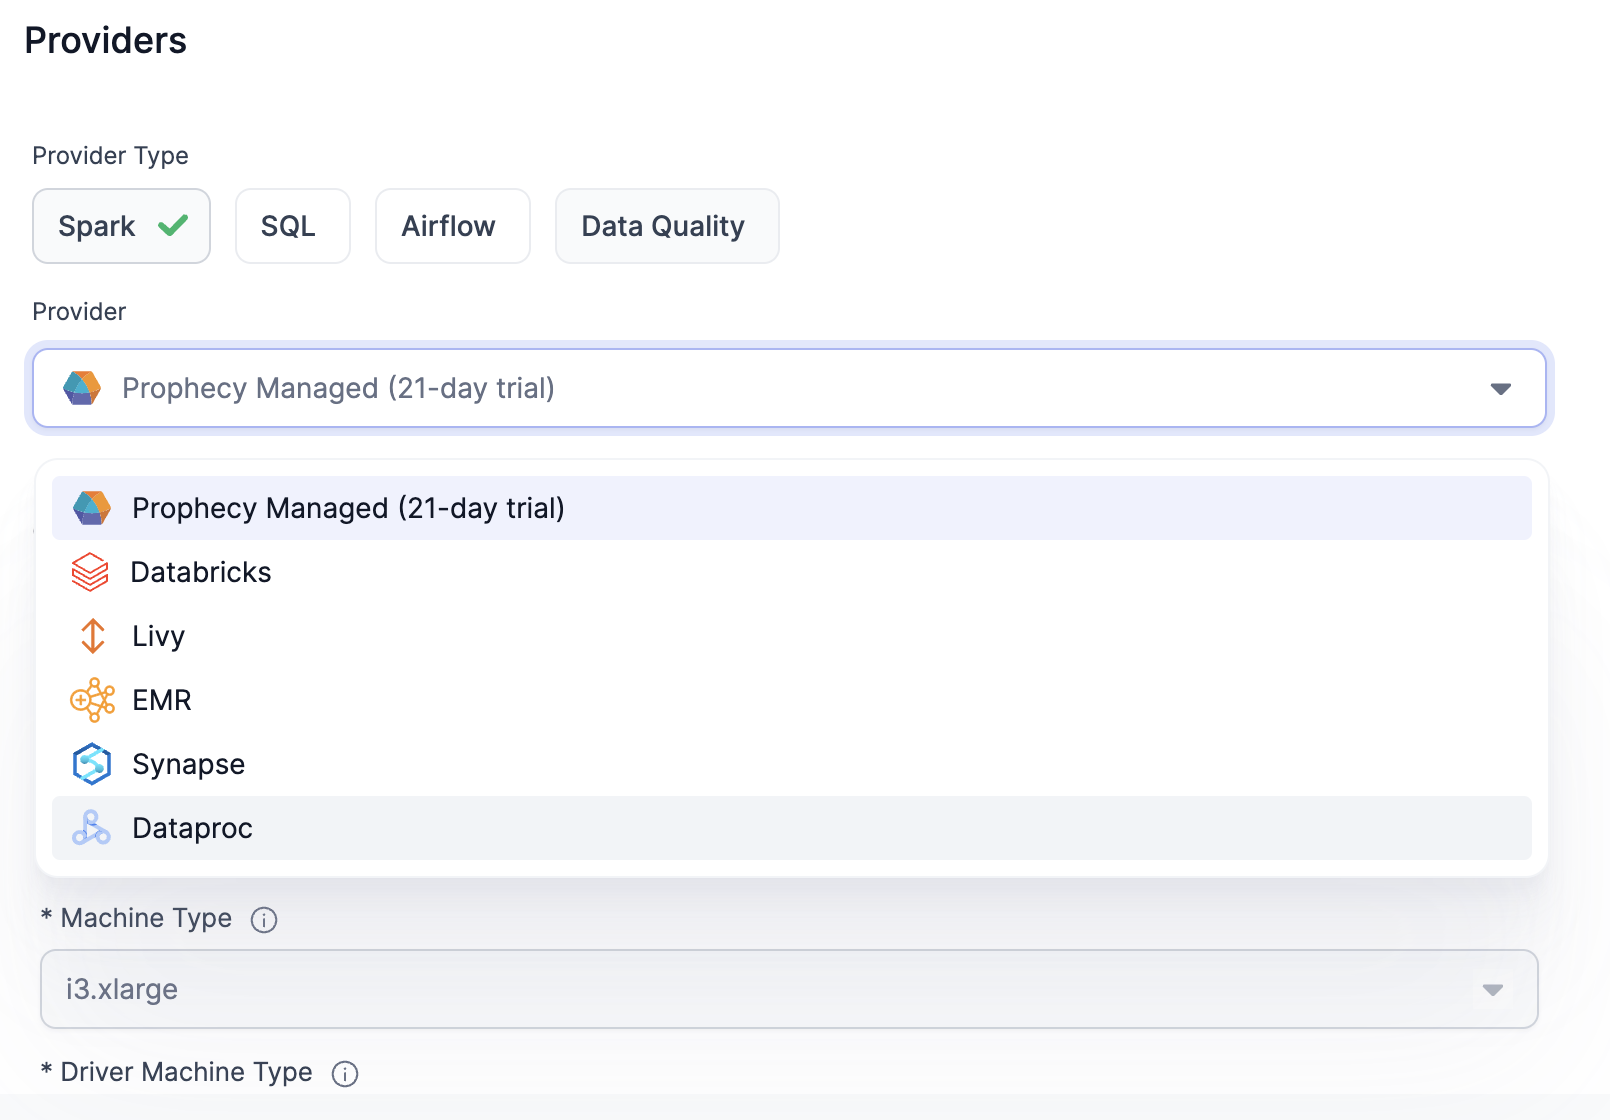 Providers
Provider Type
Spark SQL Airflow Data Quality
Provider
Prophecy Managed (21-day trial)
Prophecy Managed (21-day trial)
Databricks
Livy
EMR
Synapse
Dataproc
* Machine Type
i3.xlarge
* Driver Machine Type